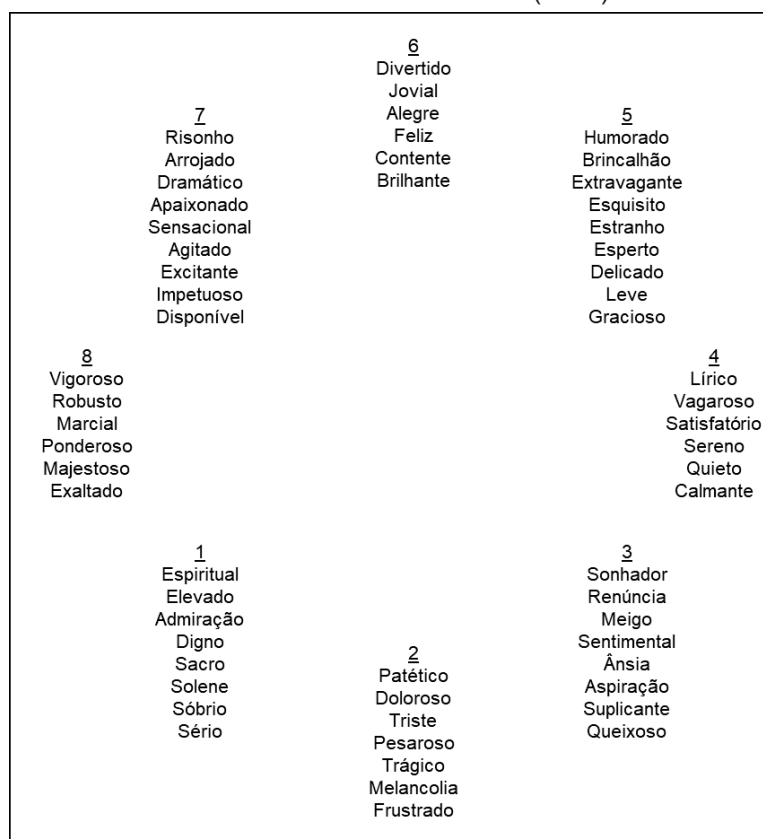 6
Divertido
Jovial
Alegre
Feliz
Contente
Brilhante
7
Risonho
Arrojado
Dramático
Apaixonado
Sensacional
Agitado
Excitante
Impetuoso
Disponível
5
Humorado
Brincalhão
Extravagante
Esquisito
Estranho
Esperto
Delicado
Leve
Gracioso
8
Vigoroso
Robusto
Marcial
Ponderoso
Majestoso
Exaltado
4
Lírico
Vagaroso
Satisfatório
Sereno
Quieto
Calmante
1
Espiritual
Elevado
Admiração
Digno
Sacro
Solene
Sóbrio
Sério
2
Patético
Doloroso
Triste
Pesaroso
Trágico
Melancolia
Frustrado
3
Sonhador
Renúncia
Meigo
Sentimental
Ânsia
Aspiração
Suplicante
Queixoso